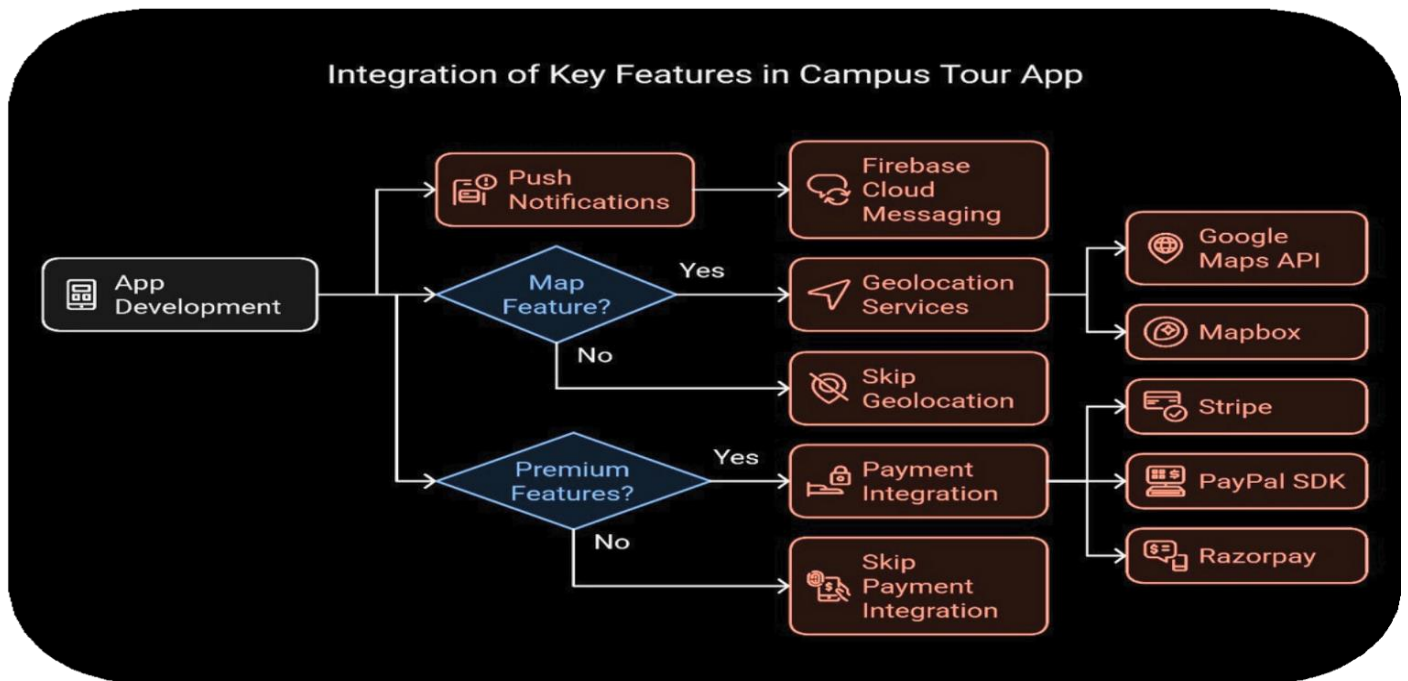 Integration of Key Features in Campus Tour App
Push
Notifications
Firebase
Cloud
Messaging
App
Development
Map
Feature?
Yes
Geolocation
Services
Google
Maps API
Mapbox
No
Skip
Geolocation
Premium
Features?
Yes
Payment
Integration
Stripe
PayPal SDK
Razorpay
No
Skip
Payment
Integration